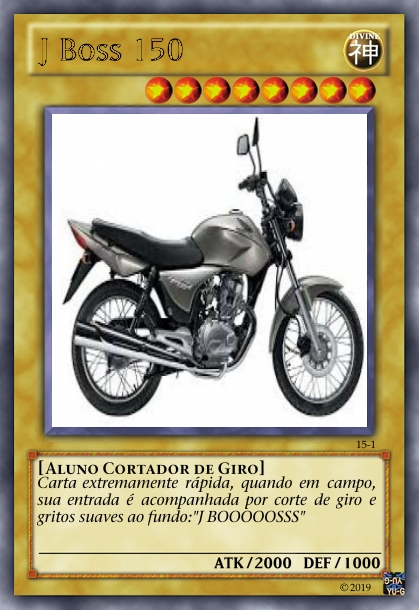 J Boss 150
DIVINE
神
15-1
[Aluno Cortador de Giro]
Carta extremamente rápida, quando em campo,
sua entrada é acompanhada por corte de giro e
gritos suaves ao fundo:"J BOOOOOSSS"
ATK/2000 DEF/1000
©2019